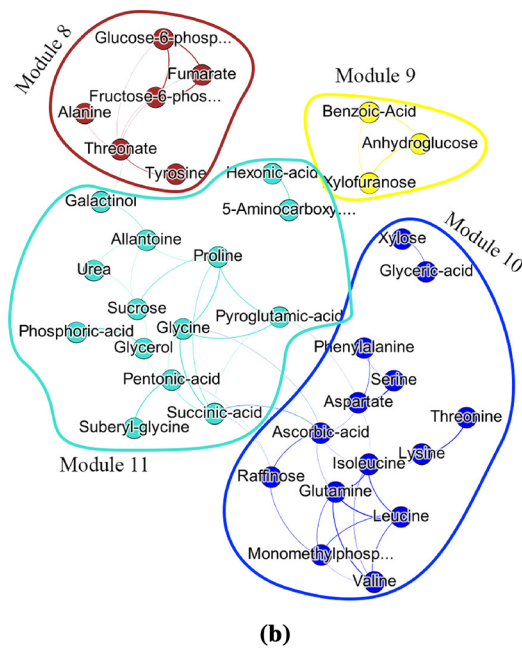 Module 8
Glucose-6-phosp...
Fumarate
Fructose-6-phos...
Alanine
Threonate
Tyrosine
Module 9
Benzoic-Acid
Anhydroglucose
Xylofuranose
Hexonic-acid
5-Aminocarboxy....
Galactinol
Allantoine
Urea
Proline
Sucrose
Glycine
Pyroglutamic-acid
Phosphoric-acid
Glycerol
Pentonic-acid
Succinic-acid
Suberyl-glycine
Module 11
Module 10
Xylose
Glyceric-acid
Phenylalanine
Serine
Aspartate
Threonine
Ascorbic-acid
Lysine
Isoleucine
Raffinose
Glutamine
Leucine
Monomethylphosp...
Valine
(b)